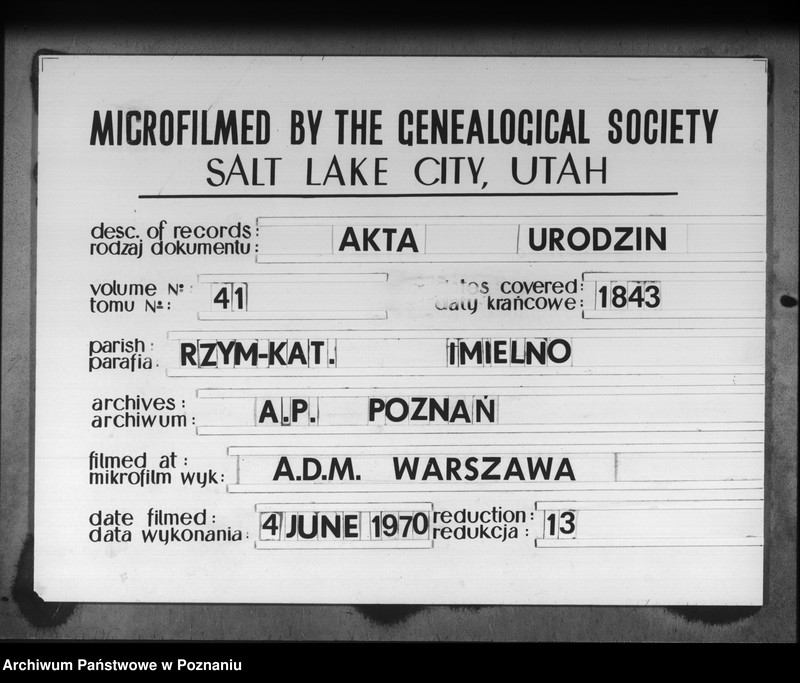 MICROFILMED BY THE GENEALOGICAL SOCIETY
SALT LAKE CITY, UTAH
desc. of records: AKTA URODZIN
rodzaj dokumentu:
volume №: 41 covered: 1843
tomu №: daty krańcowe:
parish: RZYM-KAT. IMIELNO
parafia:
archives: A.P. POZNAŃ
archiwum:
filmed at: A.D.M. WARSZAWA
mikrofilm wyk:
date filmed: 4 JUNE 1970 reduction: 13
data wykonania: redukcja:
Archiwum Państwowe w Poznaniu